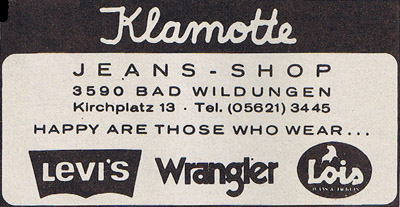 Klamotte
JEANS-SHOP
3590 BAD WILDUNGEN
Kirchplatz 13 · Tel. (05621) 3445
HAPPY ARE THOSE WHO WEAR...
LEVI'S Wrangler Lois